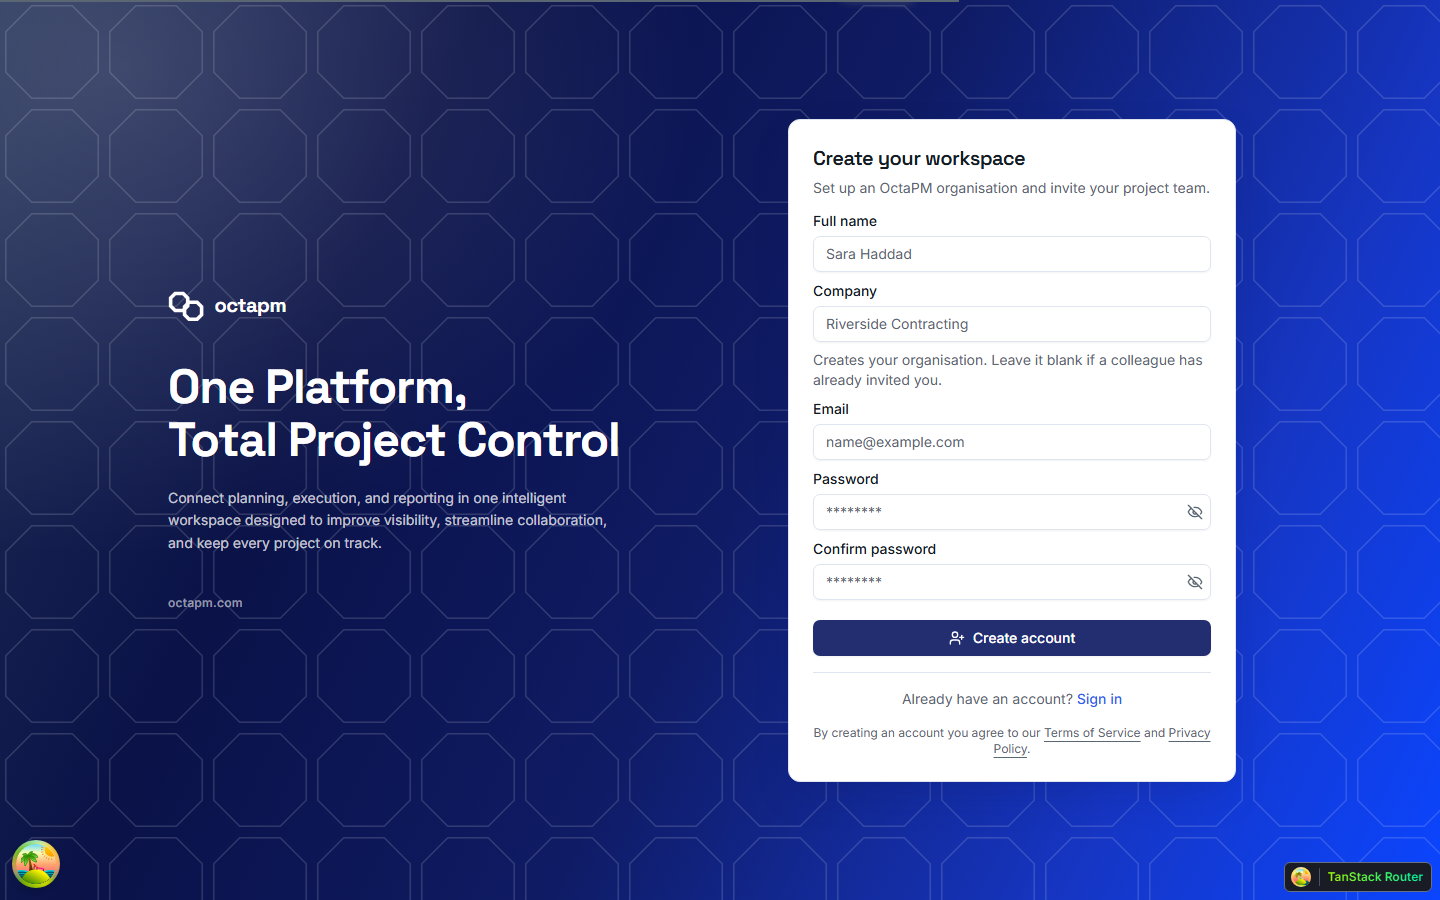 octapm
One Platform,
Total Project Control
Connect planning, execution, and reporting in one intelligent
workspace designed to improve visibility, streamline collaboration,
and keep every project on track.
octapm.com
Create your workspace
Set up an OctaPM organisation and invite your project team.
Full name
Sara Haddad
Company
Riverside Contracting
Creates your organisation. Leave it blank if a colleague has
already invited you.
Email
name@example.com
Password
********
Confirm password
********
Create account
Already have an account? Sign in
By creating an account you agree to our Terms of Service and Privacy
Policy.
TanStack Router